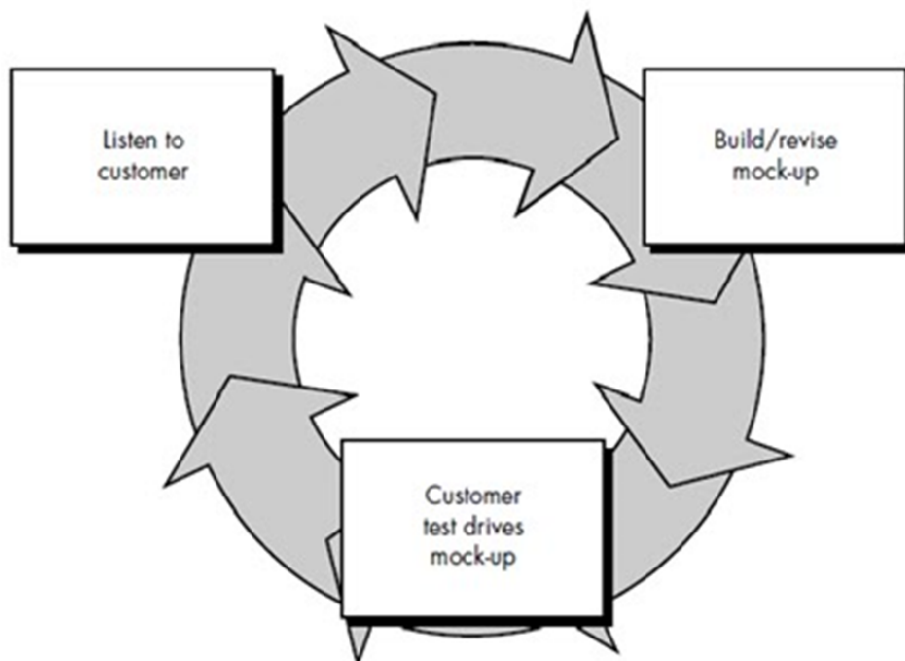 Listen to
customer
Build/revise
mock-up
Customer
test drives
mock-up